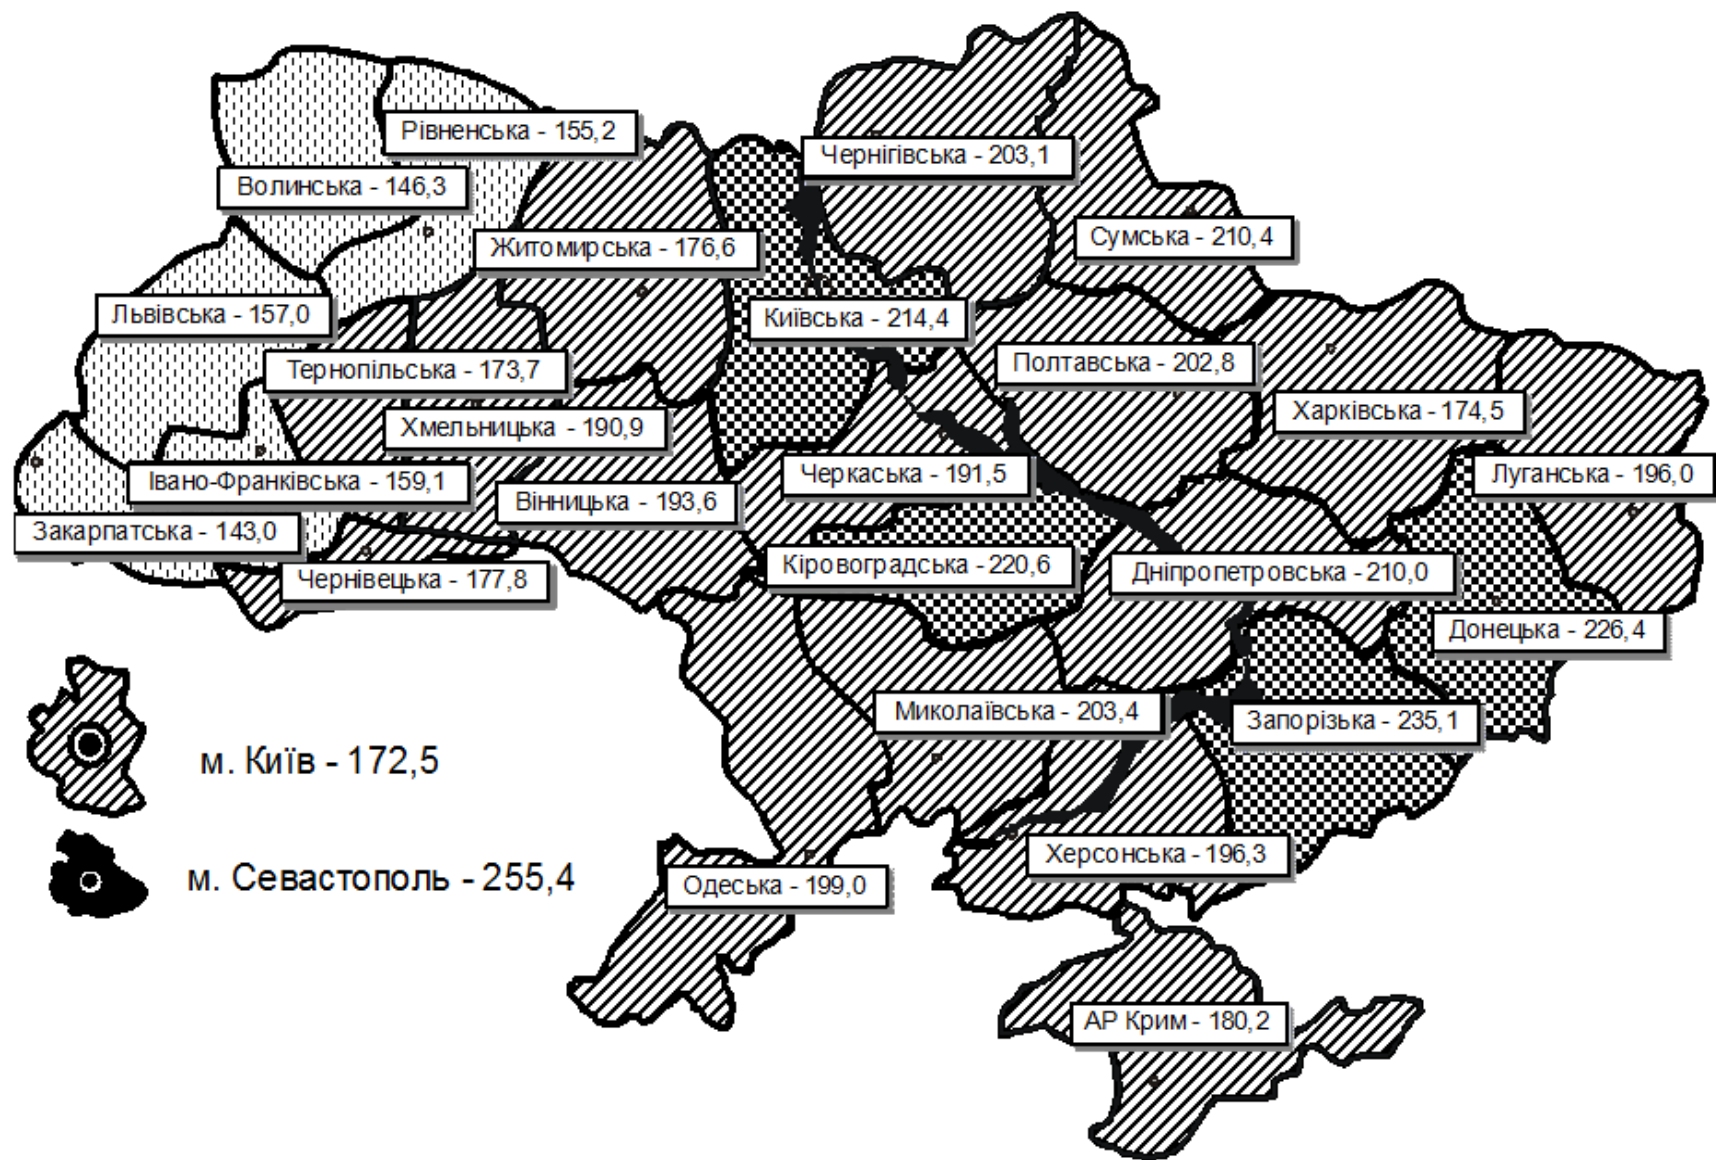 Рівненська - 155,2
Чернігівська - 203,1
Волинська - 146,3
Сумська - 210,4
Житомирська - 176,6
Львівська - 157,0
Київська - 214,4
Тернопільська - 173,7
Полтавська - 202,8
Харківська - 174,5
Хмельницька - 190,9
Черкаська - 191,5
Луганська - 196,0
Івано-Франківська - 159,1
Вінницька - 193,6
Закарпатська - 143,0
Кіровоградська - 220,6
Дніпропетровська - 210,0
Чернівецька - 177,8
Донецька - 226,4
Миколаївська - 203,4
Запорізька - 235,1
м. Київ - 172,5
Херсонська - 196,3
м. Севастополь - 255,4
Одеська - 199,0
АР Крим - 180,2